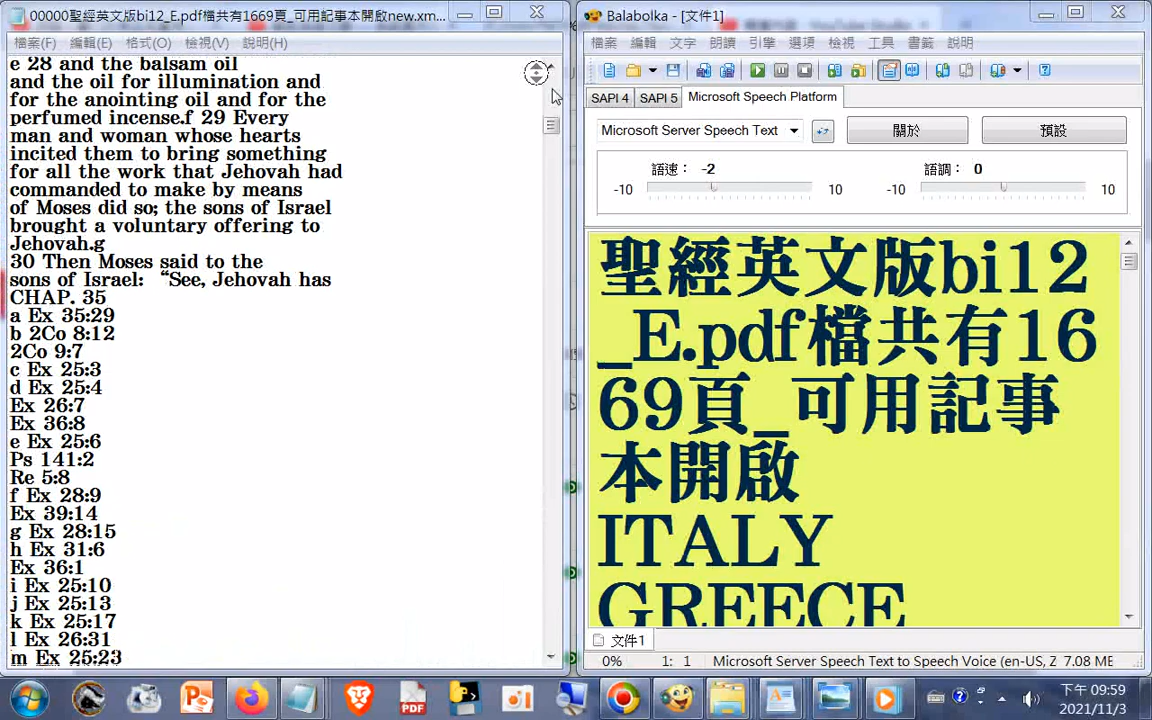 00000聖經英文版bi12_E.pdf檔共有1669頁_可用記事本開啟new.xm...
檔案(F) 編輯(E) 格式(O) 檢視(V) 說明(H)
e 28 and the balsam oil
and the oil for illumination and
for the anointing oil and for the
perfumed incense.f 29 Every
man and woman whose hearts
incited them to bring something
for all the work that Jehovah had
commanded to make by means
of Moses did so; the sons of Israel
brought a voluntary offering to
Jehovah.g
30 Then Moses said to the
sons of Israel: “See, Jehovah has
CHAP. 35
a Ex 35:29
b 2Co 8:12
2Co 9:7
c Ex 25:3
d Ex 25:4
Ex 26:7
Ex 36:8
e Ex 25:6
Ps 141:2
Re 5:8
f Ex 28:9
Ex 39:14
g Ex 28:15
h Ex 31:6
Ex 36:1
i Ex 25:10
j Ex 25:13
k Ex 25:17
l Ex 26:31
m Ex 25:23
Balabolka - [文件1]
檔案 編輯 文字 朗讀 引擎 選項 檢視 工具 書籤 說明
SAPI 4 SAPI 5 Microsoft Speech Platform
Microsoft Server Speech Text 關於 預設
語速： -2 語調： 0
-10 10 -10 10
聖經英文版bi12
_E.pdf檔共有16
69頁_可用記事
本開啟
ITALY
GREECE
文件1
0% 1: 1 Microsoft Server Speech Text to Speech Voice (en-US, Z 7.08 ME
PDF
下午 09:59
2021/11/3